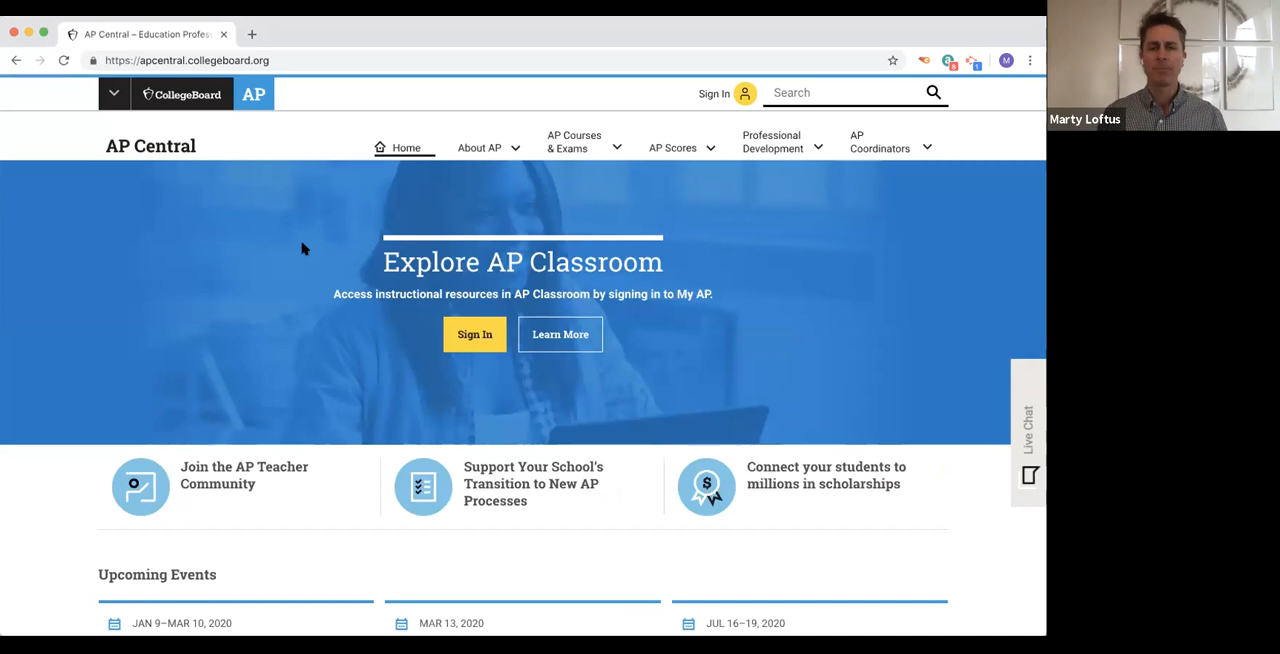 AP Central – Education Profes
https://apcentral.collegeboard.org
8
1
M
CollegeBoard
AP
Sign In
Search
AP Central
Home
About AP
AP Courses
& Exams
AP Scores
Professional
Development
AP
Coordinators
Explore AP Classroom
Access instructional resources in AP Classroom by signing in to My AP.
Sign In
Learn More
Live Chat
Join the AP Teacher
Community
Support Your School's
Transition to New AP
Processes
Connect your students to
millions in scholarships
Upcoming Events
JAN 9–MAR 10, 2020
MAR 13, 2020
JUL 16–19, 2020
Marty Loftus